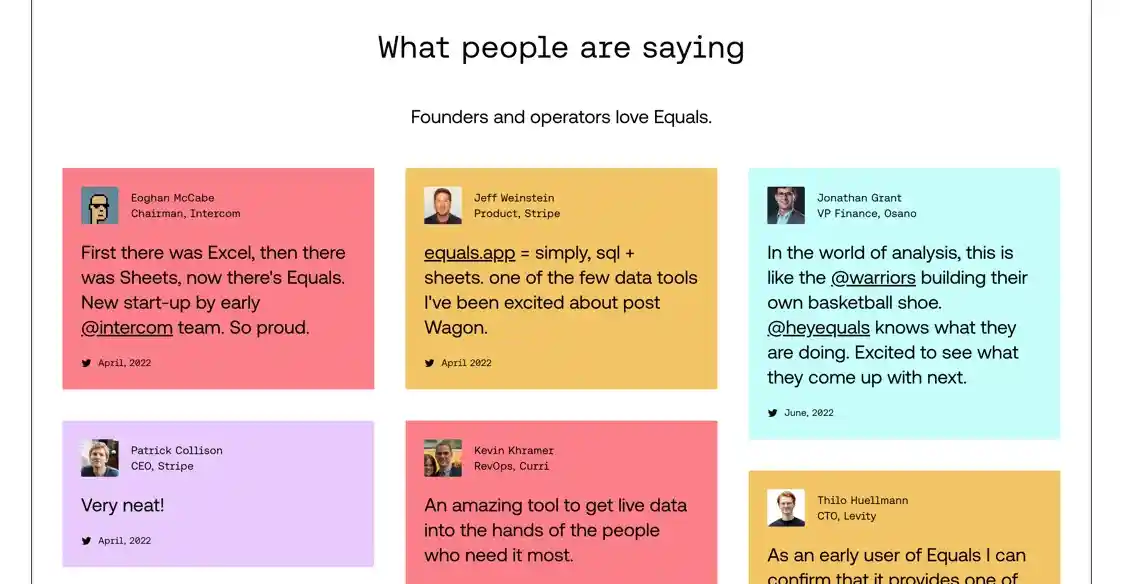 What people are saying
Founders and operators love Equals.
Eoghan McCabe
Chairman, Intercom
First there was Excel, then there
was Sheets, now there's Equals.
New start-up by early
@intercom team. So proud.
April, 2022
Jeff Weinstein
Product, Stripe
equals.app = simply, sql +
sheets. one of the few data tools
I've been excited about post
Wagon.
April 2022
Jonathan Grant
VP Finance, Osano
In the world of analysis, this is
like the @warriors building their
own basketball shoe.
@heyequals knows what they
are doing. Excited to see what
they come up with next.
June, 2022
Patrick Collison
CEO, Stripe
Very neat!
April, 2022
Kevin Khramer
RevOps, Curri
An amazing tool to get live data
into the hands of the people
who need it most.
Thilo Huellmann
CTO, Levity
As an early user of Equals I can
confirm that it provides one of